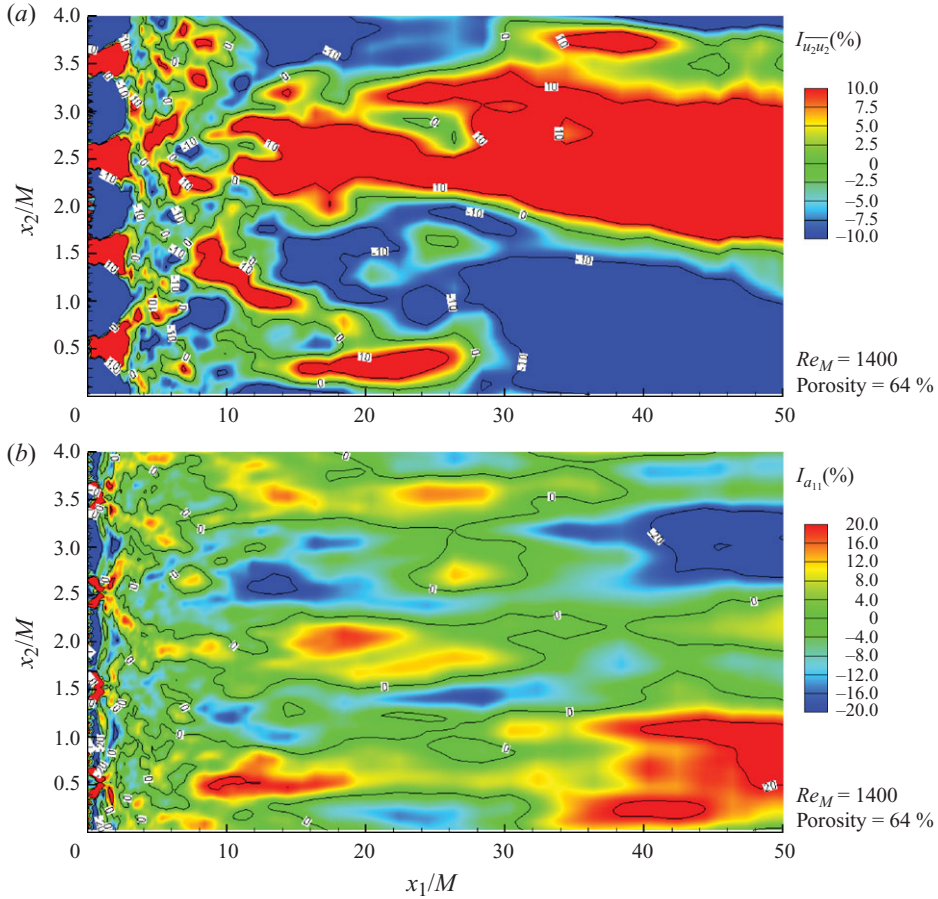 (a)
4.0
3.5
3.0
2.5
2.0
1.5
1.0
0.5
x2/M
0 10 20 30 40 50
I_{\overline{u_2u_2}}(%)
10.0
7.5
5.0
2.5
0
–2.5
–5.0
–7.5
–10.0
Re_M = 1400
Porosity = 64 %
(b)
4.0
3.5
3.0
2.5
2.0
1.5
1.0
0.5
x2/M
0 10 20 30 40 50
x1/M
I_{a_{11}}(%)
20.0
16.0
12.0
8.0
4.0
0
–4.0
–8.0
–12.0
–16.0
–20.0
Re_M = 1400
Porosity = 64 %